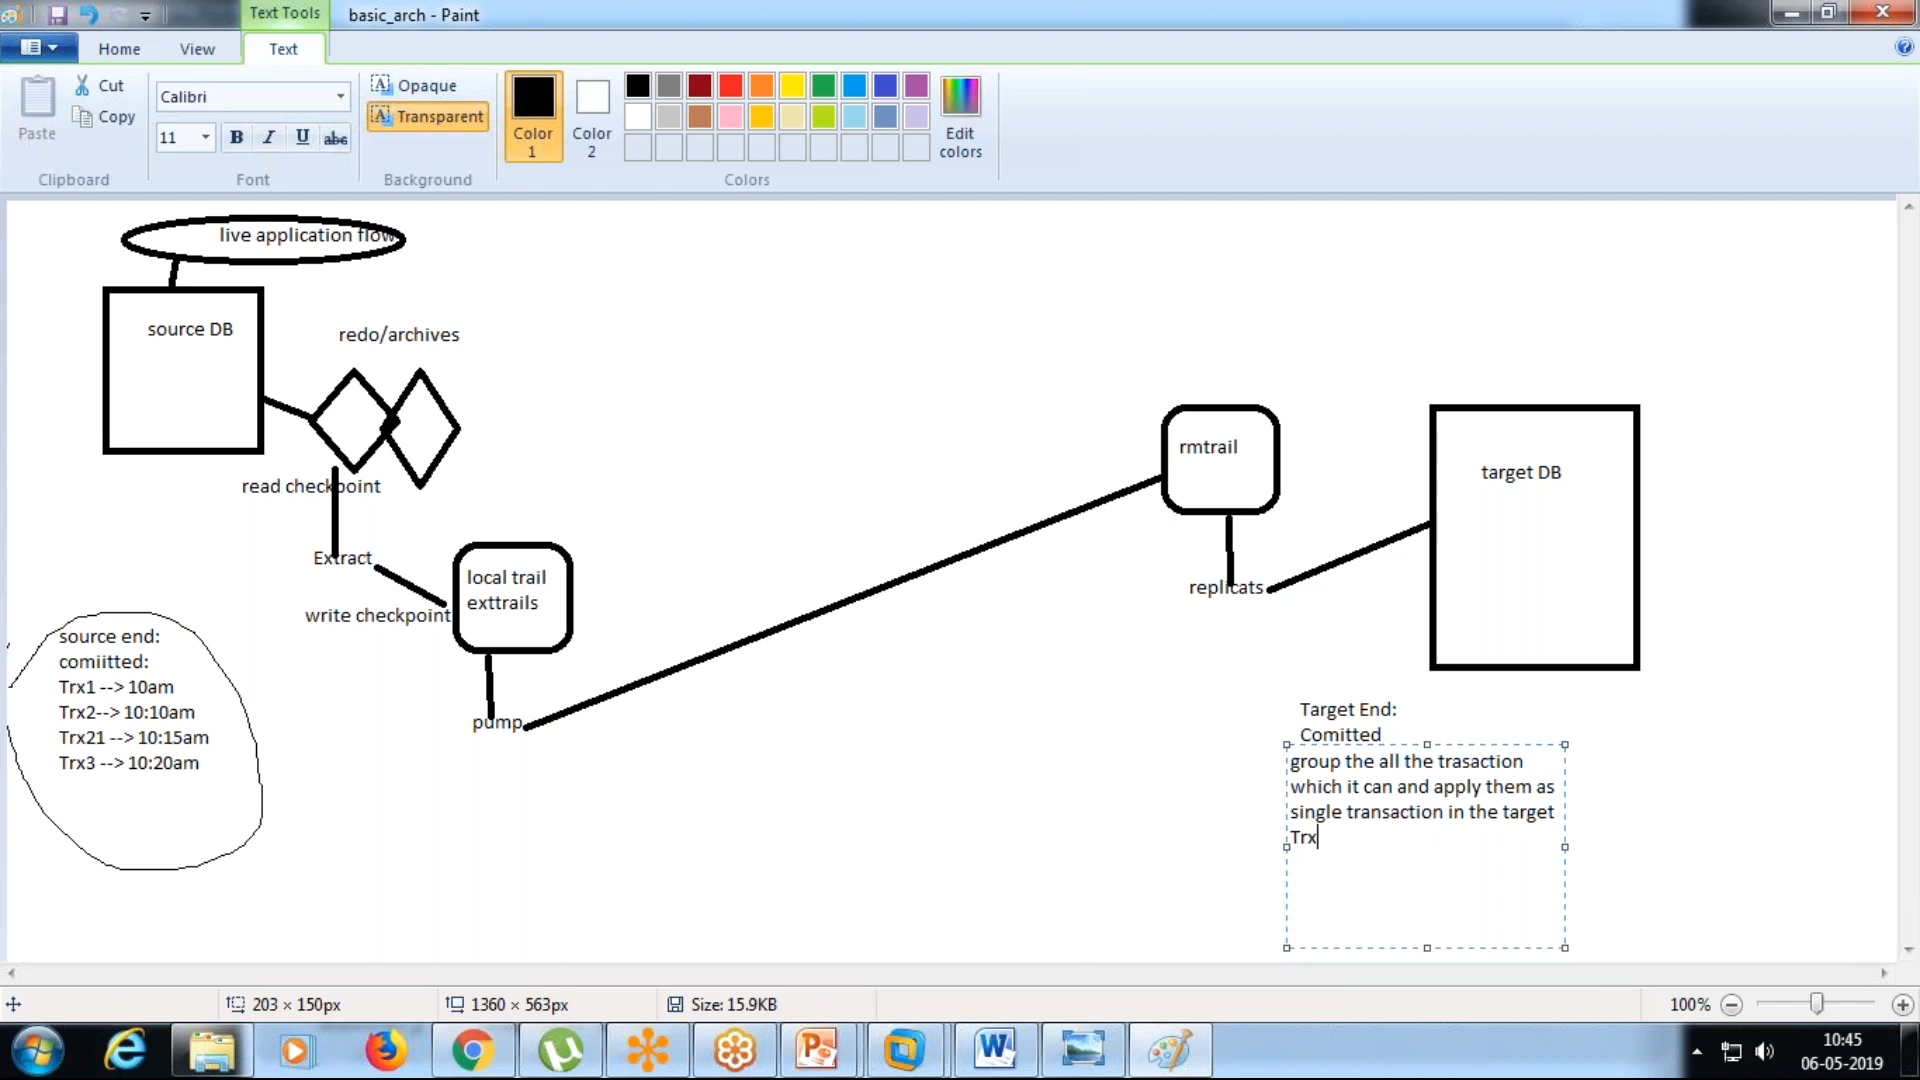 Text Tools
basic_arch - Paint
Home
View
Text
Paste
Cut
Copy
Clipboard
Calibri
11
B I U abc
Font
Opaque
Transparent
Background
Color 1
Color 2
Edit colors
Colors
live application flow
source DB
redo/archives
read checkpoint
Extract
write checkpoint
local trail
exttrails
pump
rmtrail
replicats
target DB
source end:
comiitted:
Trx1 --> 10am
Trx2--> 10:10am
Trx21 --> 10:15am
Trx3 --> 10:20am
Target End:
Comitted
group the all the trasaction
which it can and apply them as
single transaction in the target
Trx
203 × 150px
1360 × 563px
Size: 15.9KB
100%
10:45
06-05-2019